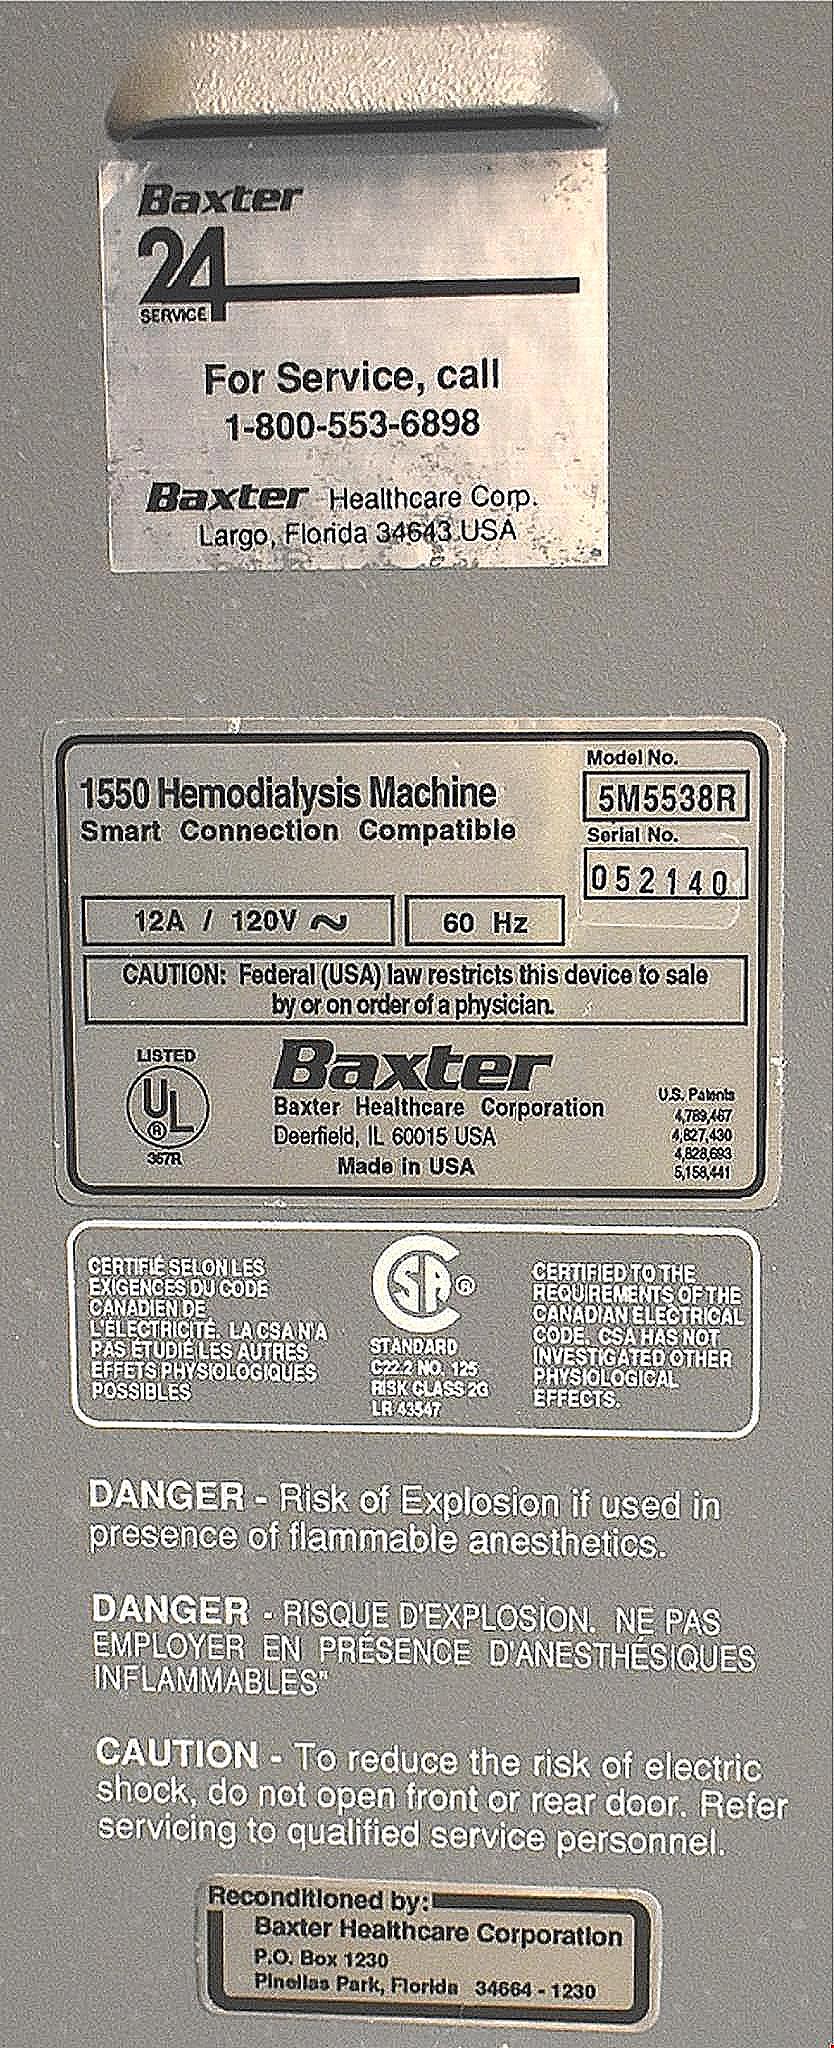 Baxter
24
SERVICE
For Service, call
1-800-553-6898
Baxter Healthcare Corp.
Largo, Florida 34643 USA
1550 Hemodialysis Machine
Smart Connection Compatible
Model No.
5M5538R
Serial No.
052140
12A / 120V ~
60 Hz
CAUTION: Federal (USA) law restricts this device to sale
by or on order of a physician.
LISTED
UL ®
367R
Baxter
Baxter Healthcare Corporation
Deerfield, IL 60015 USA
Made in USA
U.S. Patents
4,789,467
4,827,430
4,828,693
5,158,441
CERTIFIÉ SELON LES
EXIGENCES DU CODE
CANADIEN DE
L'ÉLECTRICITÉ. LA CSA N'A
PAS ÉTUDIÉ LES AUTRES
EFFETS PHYSIOLOGIQUES
POSSIBLES
CSA ®
STANDARD
C22.2 NO. 125
RISK CLASS 2G
LR 43547
CERTIFIED TO THE
REQUIREMENTS OF THE
CANADIAN ELECTRICAL
CODE. CSA HAS NOT
INVESTIGATED OTHER
PHYSIOLOGICAL
EFFECTS.
DANGER - Risk of Explosion if used in
presence of flammable anesthetics.
DANGER - RISQUE D'EXPLOSION. NE PAS
EMPLOYER EN PRÉSENCE D'ANESTHÉSIQUES
INFLAMMABLES"
CAUTION - To reduce the risk of electric
shock, do not open front or rear door. Refer
servicing to qualified service personnel.
Reconditioned by:
Baxter Healthcare Corporation
P.O. Box 1230
Pinellas Park, Florida 34664 - 1230